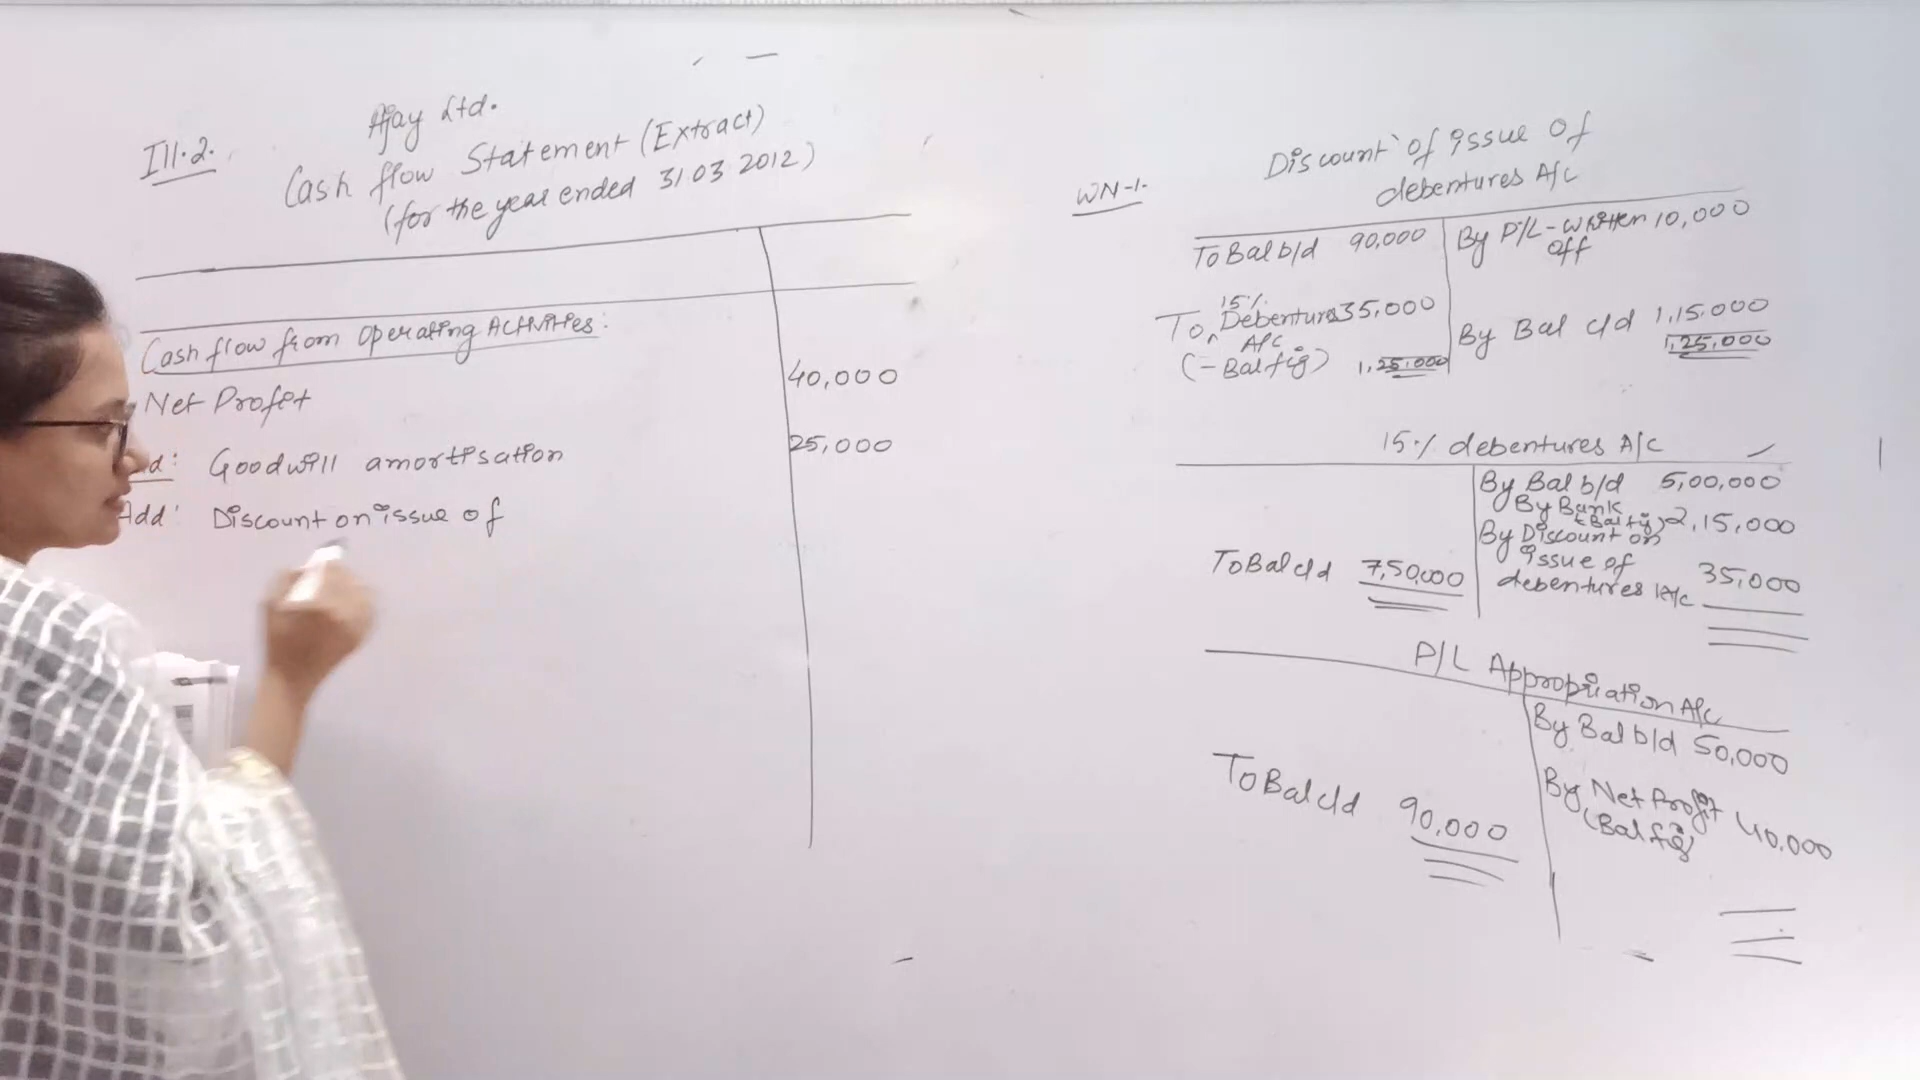 Ill.2.
Ajay Ltd.
Cash flow Statement (Extract)
(for the year ended 31 03 2012)
Cash flow from Operating Activities:
Net Profit 40,000
d: Goodwill amortisation 25,000
Add: Discount on issue of
WN-1.
Discount of issue of
debentures A/c
To Bal b/d 90,000
To 15% Debentures 35,000
A/c
(-Bal fig) 1,25,000
By P/L - Written 10,000
off
By Bal c/d 1,15,000
1,25,000
15% debentures A/c
To Bal c/d 7,50,000
By Bal b/d 5,00,000
By Bank
(Bal fig) 2,15,000
By Discount on
issue of
debentures A/c 35,000
P/L Appropriation A/c
To Bal c/d 90,000
By Bal b/d 50,000
By Net Profit 40,000
(Bal fig)